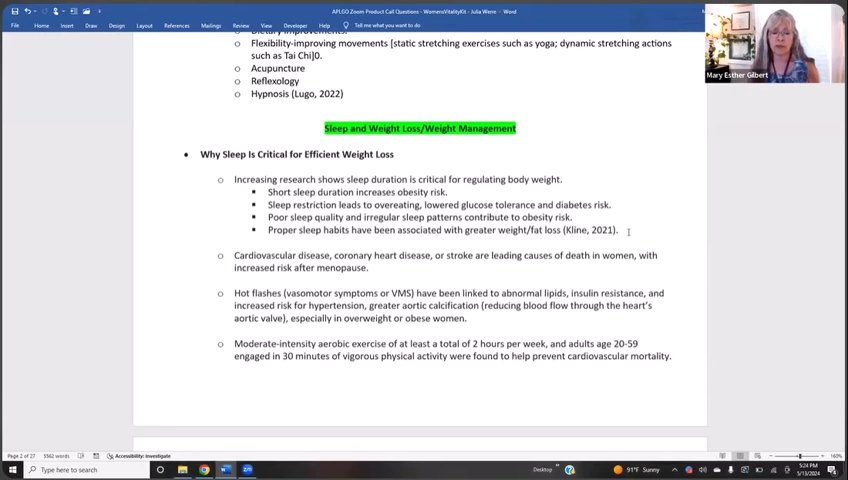 APLGO Zoom Product Call Questions - WomensVitalityKit - Julia Werre - Word
File Home Insert Draw Design Layout References Mailings Review View Developer Help Tell me what you want to do
Mary Esther Gilbert
o Dietary improvements.
o Flexibility-improving movements [static stretching exercises such as yoga; dynamic stretching actions
such as Tai Chi]0.
o Acupuncture
o Reflexology
o Hypnosis (Lugo, 2022)
Sleep and Weight Loss/Weight Management
• Why Sleep Is Critical for Efficient Weight Loss
o Increasing research shows sleep duration is critical for regulating body weight.
▪ Short sleep duration increases obesity risk.
▪ Sleep restriction leads to overeating, lowered glucose tolerance and diabetes risk.
▪ Poor sleep quality and irregular sleep patterns contribute to obesity risk.
▪ Proper sleep habits have been associated with greater weight/fat loss (Kline, 2021).
o Cardiovascular disease, coronary heart disease, or stroke are leading causes of death in women, with
increased risk after menopause.
o Hot flashes (vasomotor symptoms or VMS) have been linked to abnormal lipids, insulin resistance, and
increased risk for hypertension, greater aortic calcification (reducing blood flow through the heart's
aortic valve), especially in overweight or obese women.
o Moderate-intensity aerobic exercise of at least a total of 2 hours per week, and adults age 20-59
engaged in 30 minutes of vigorous physical activity were found to help prevent cardiovascular mortality.
Page 2 of 27 5562 words Accessibility: Investigate 160%
Type here to search Desktop 91°F Sunny 5:24 PM
5/13/2024